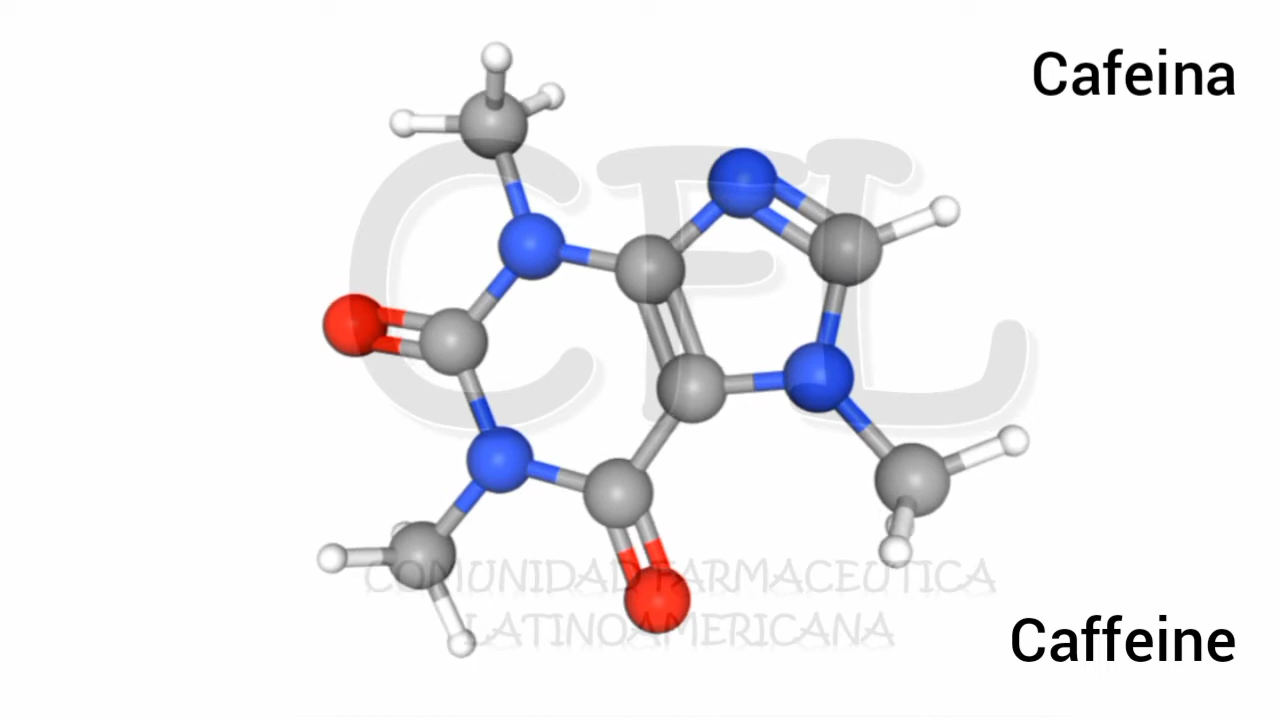 Cafeina
CFL
COMUNIDAD FARMACEUTICA
LATINOAMERICANA
Caffeine